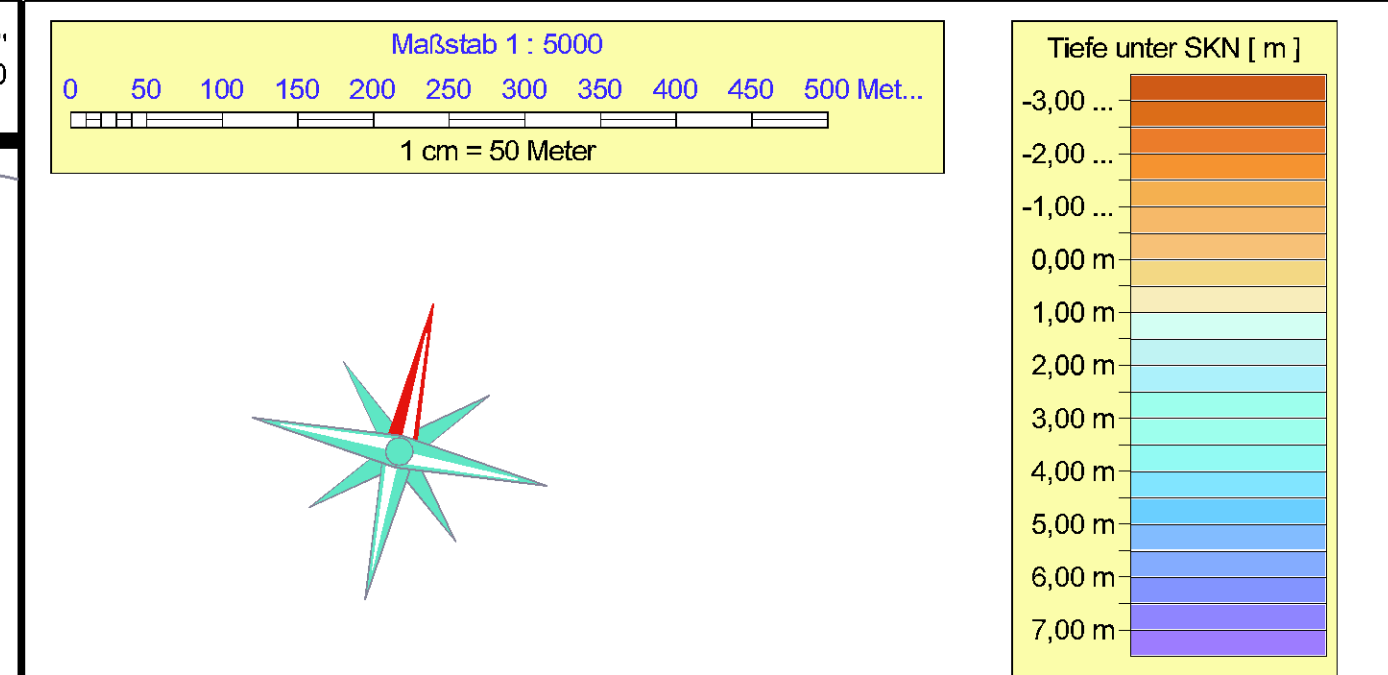 Maßstab 1 : 5000
0 50 100 150 200 250 300 350 400 450 500 Met...
1 cm = 50 Meter
Tiefe unter SKN [ m ]
-3,00 ...
-2,00 ...
-1,00 ...
0,00 m
1,00 m
2,00 m
3,00 m
4,00 m
5,00 m
6,00 m
7,00 m